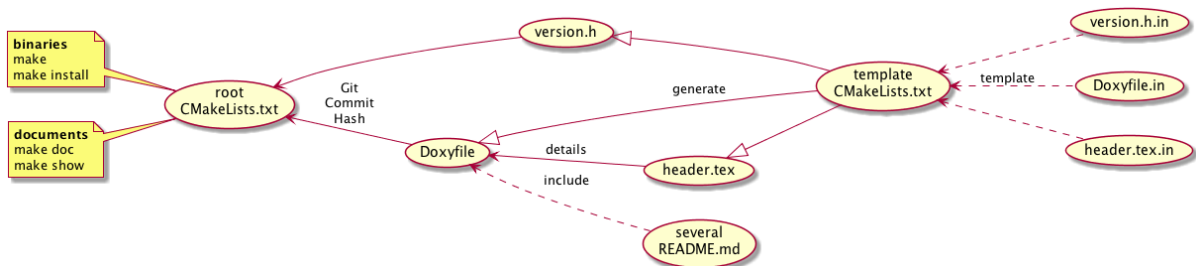 binaries
make
make install
documents
make doc
make show
root
CMakeLists.txt
Git
Commit
Hash
version.h
Doxyfile
generate
details
include
header.tex
several
README.md
template
CMakeLists.txt
template
version.h.in
Doxyfile.in
header.tex.in